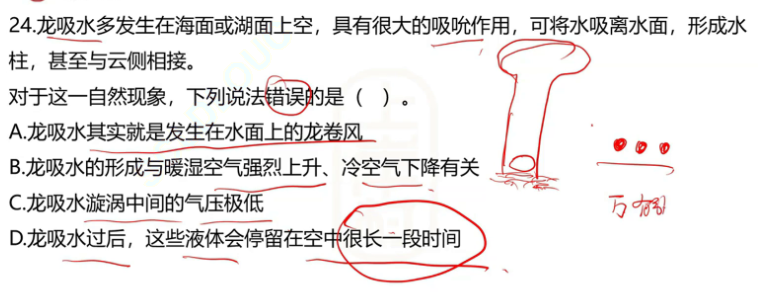 24.龙吸水多发生在海面或湖面上空，具有很大的吸吮作用，可将水吸离水面，形成水
柱，甚至与云侧相接。
对于这一自然现象，下列说法错误的是（ ）。
A.龙吸水其实就是发生在水面上的龙卷风
B.龙吸水的形成与暖湿空气强烈上升、冷空气下降有关
C.龙吸水漩涡中间的气压极低
D.龙吸水过后，这些液体会停留在空中很长一段时间
万有引